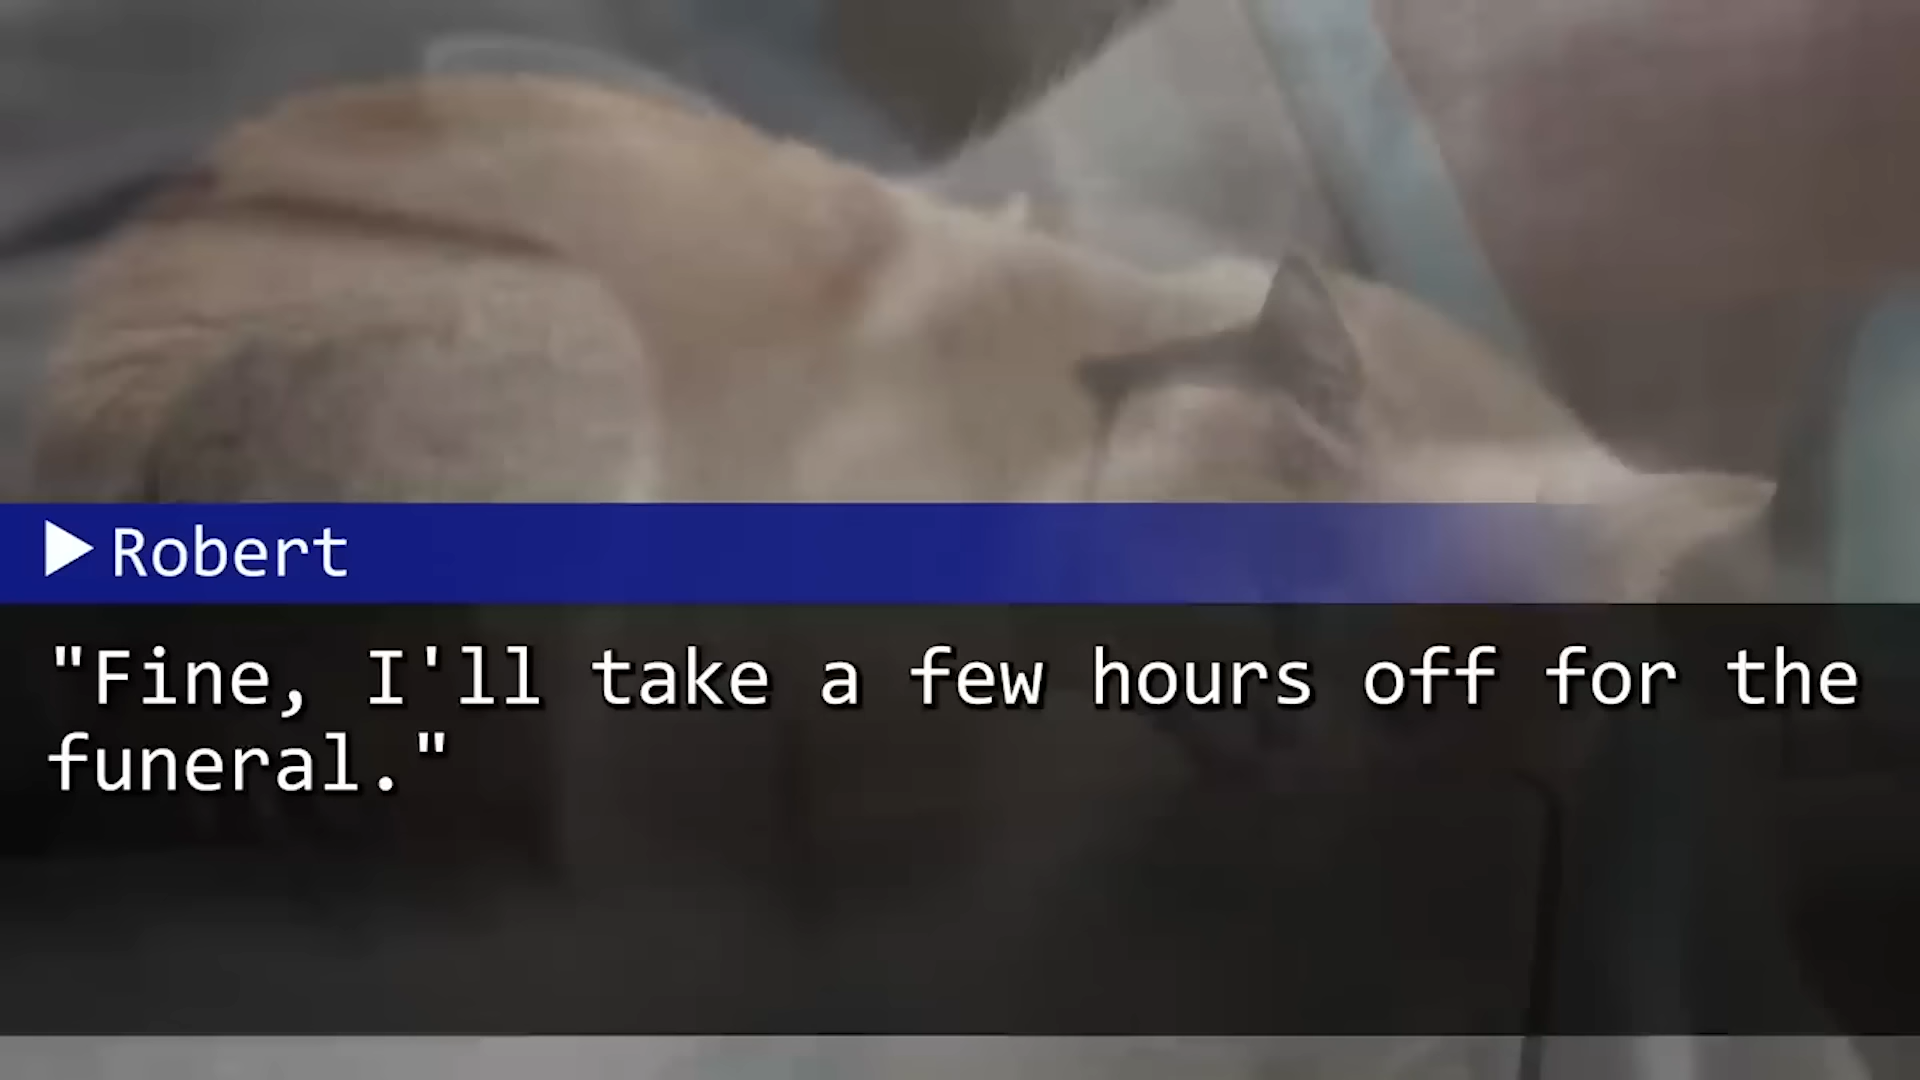 Robert
"Fine, I'll take a few hours off for the
funeral."